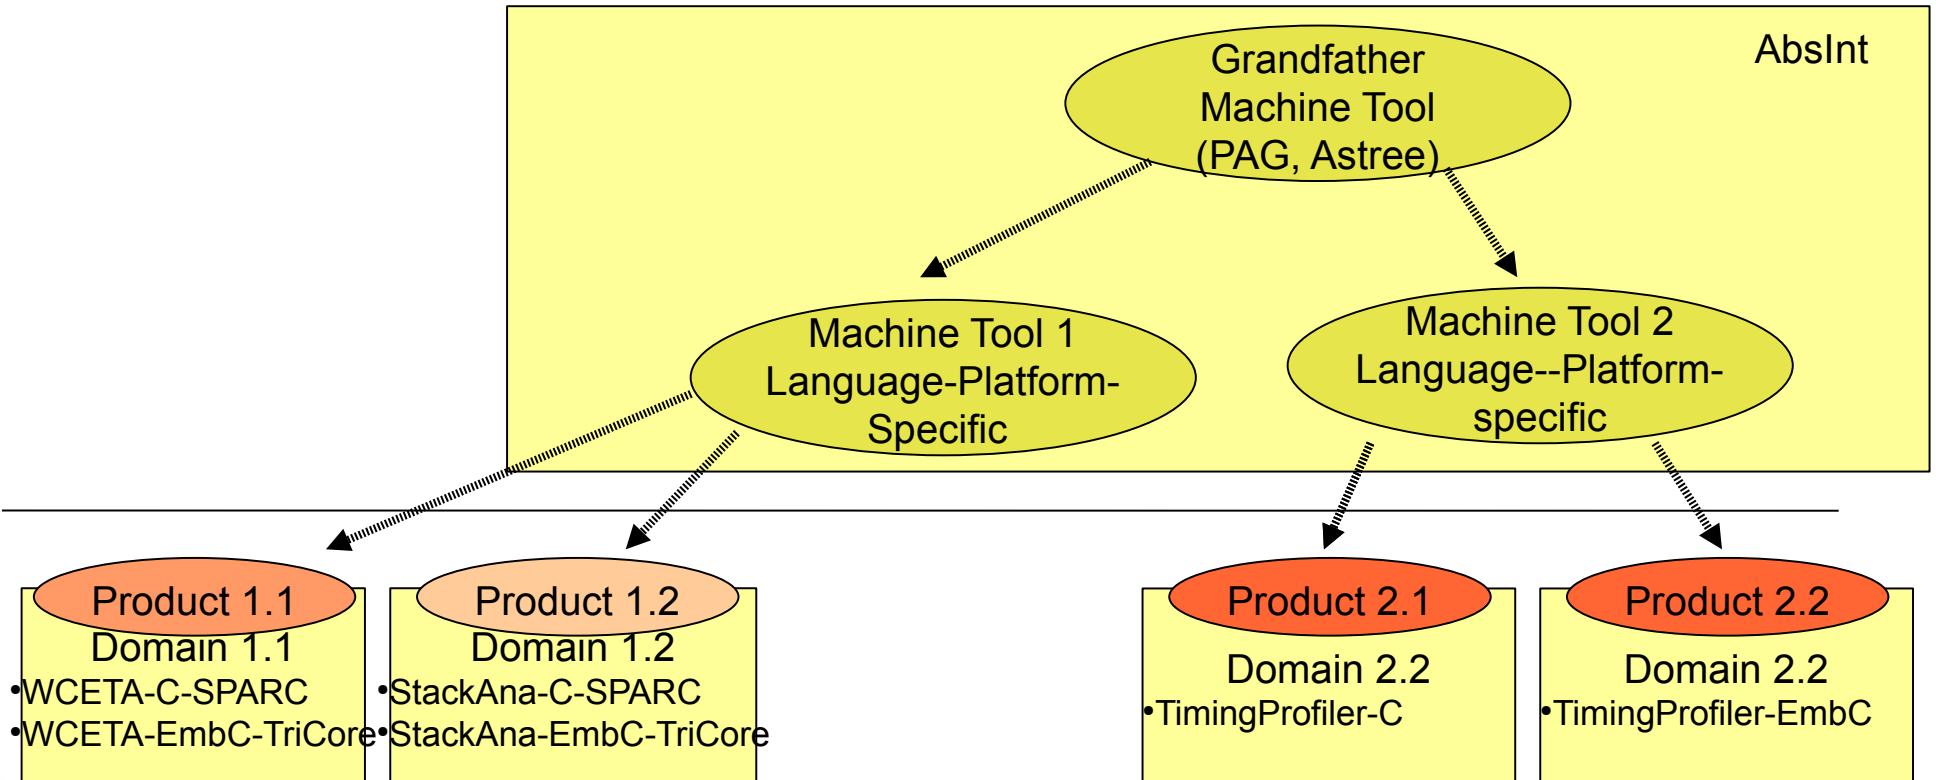 AbsInt
Grandfather
Machine Tool
(PAG, Astree)
Machine Tool 1
Language-Platform-
Specific
Machine Tool 2
Language--Platform-
specific
Product 1.1
Domain 1.1
•WCETA-C-SPARC
•WCETA-EmbC-TriCore
Product 1.2
Domain 1.2
•StackAna-C-SPARC
•StackAna-EmbC-TriCore
Product 2.1
Domain 2.2
•TimingProfiler-C
Product 2.2
Domain 2.2
•TimingProfiler-EmbC